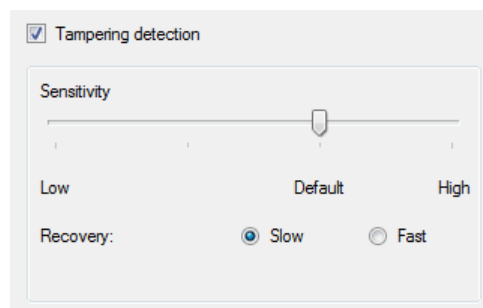 Tampering detection
Sensitivity
Low Default High
Recovery: Slow Fast